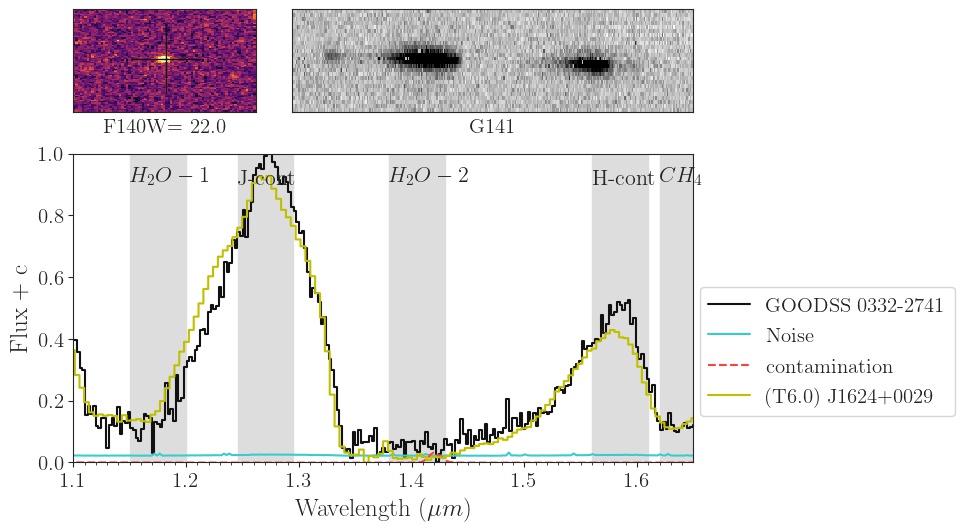 F140W= 22.0
G141
H₂O − 1
J-cont
H₂O − 2
H-cont
CH₄
1.0
0.8
0.6
0.4
0.2
0.0
Flux + c
1.1
1.2
1.3
1.4
1.5
1.6
Wavelength (μm)
GOODSS 0332-2741
Noise
contamination
(T6.0) J1624+0029